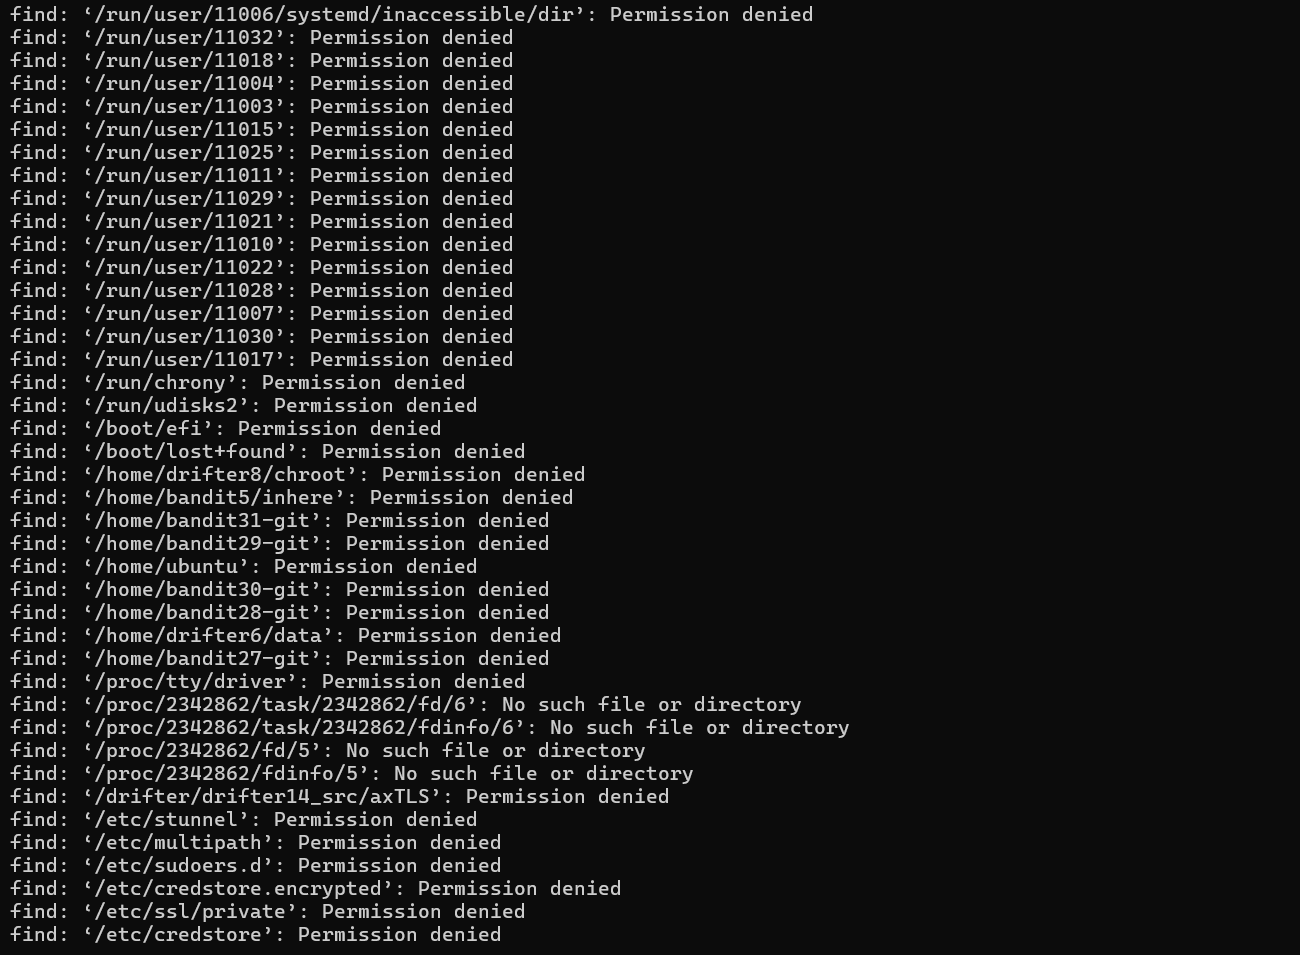 find: ‘/run/user/11006/systemd/inaccessible/dir’: Permission denied
find: ‘/run/user/11032’: Permission denied
find: ‘/run/user/11018’: Permission denied
find: ‘/run/user/11004’: Permission denied
find: ‘/run/user/11003’: Permission denied
find: ‘/run/user/11015’: Permission denied
find: ‘/run/user/11025’: Permission denied
find: ‘/run/user/11011’: Permission denied
find: ‘/run/user/11029’: Permission denied
find: ‘/run/user/11021’: Permission denied
find: ‘/run/user/11010’: Permission denied
find: ‘/run/user/11022’: Permission denied
find: ‘/run/user/11028’: Permission denied
find: ‘/run/user/11007’: Permission denied
find: ‘/run/user/11030’: Permission denied
find: ‘/run/user/11017’: Permission denied
find: ‘/run/chrony’: Permission denied
find: ‘/run/udisks2’: Permission denied
find: ‘/boot/efi’: Permission denied
find: ‘/boot/lost+found’: Permission denied
find: ‘/home/drifter8/chroot’: Permission denied
find: ‘/home/bandit5/inhere’: Permission denied
find: ‘/home/bandit31-git’: Permission denied
find: ‘/home/bandit29-git’: Permission denied
find: ‘/home/ubuntu’: Permission denied
find: ‘/home/bandit30-git’: Permission denied
find: ‘/home/bandit28-git’: Permission denied
find: ‘/home/drifter6/data’: Permission denied
find: ‘/home/bandit27-git’: Permission denied
find: ‘/proc/tty/driver’: Permission denied
find: ‘/proc/2342862/task/2342862/fd/6’: No such file or directory
find: ‘/proc/2342862/task/2342862/fdinfo/6’: No such file or directory
find: ‘/proc/2342862/fd/5’: No such file or directory
find: ‘/proc/2342862/fdinfo/5’: No such file or directory
find: ‘/drifter/drifter14_src/axTLS’: Permission denied
find: ‘/etc/stunnel’: Permission denied
find: ‘/etc/multipath’: Permission denied
find: ‘/etc/sudoers.d’: Permission denied
find: ‘/etc/credstore.encrypted’: Permission denied
find: ‘/etc/ssl/private’: Permission denied
find: ‘/etc/credstore’: Permission denied